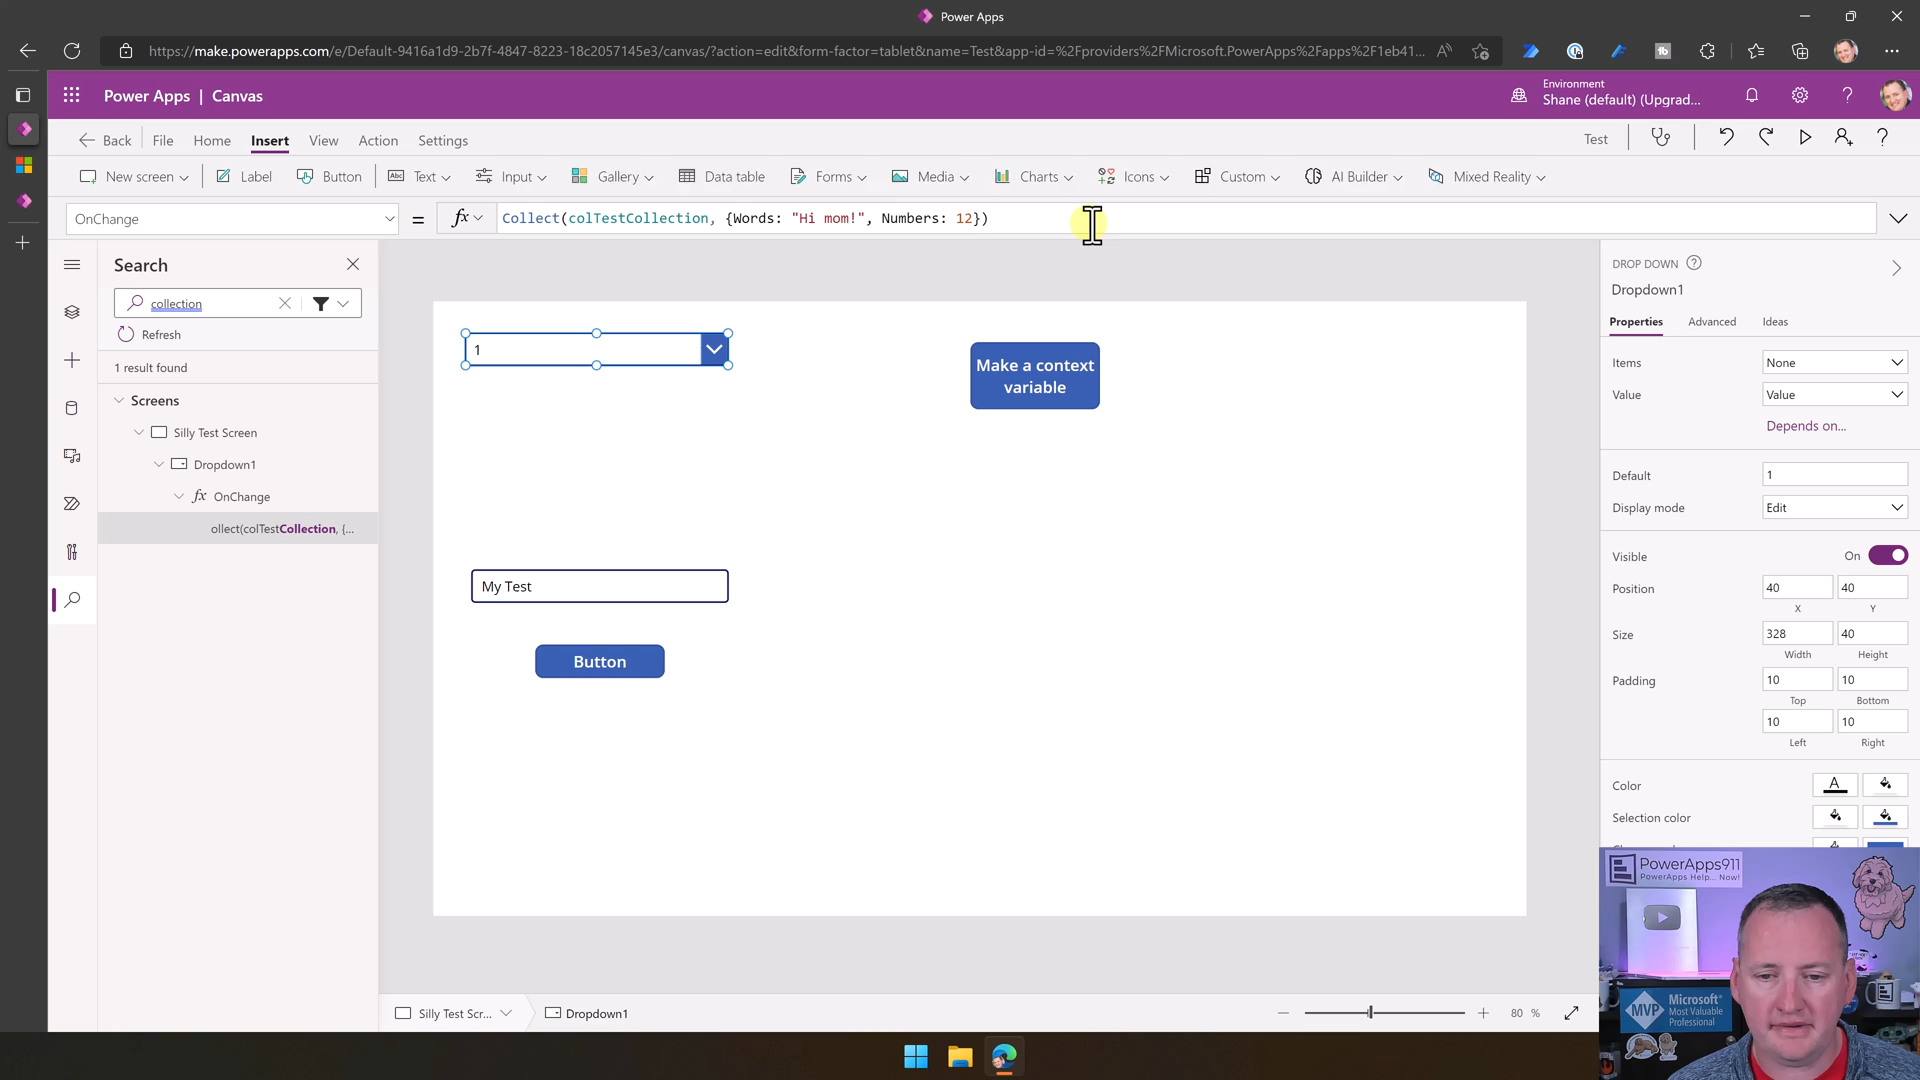 Power Apps
https://make.powerapps.com/e/Default-9416a1d9-2b7f-4847-8223-18c2057145e3/canvas/?action=edit&form-factor=tablet&name=Test&app-id=%2Fproviders%2FMicrosoft.PowerApps%2Fapps%2F1eb41...
Power Apps | Canvas
Environment
Shane (default) (Upgrad...
Back File Home Insert View Action Settings Test
New screen Label Button Text Input Gallery Data table Forms Media Charts Icons Custom AI Builder Mixed Reality
OnChange = fx Collect(colTestCollection, {Words: "Hi mom!", Numbers: 12})
Search
collection
Refresh
1 result found
Screens
Silly Test Screen
Dropdown1
fx OnChange
ollect(colTestCollection, {...
1
Make a context
variable
My Test
Button
DROP DOWN
Dropdown1
Properties Advanced Ideas
Items None
Value Value
Depends on...
Default 1
Display mode Edit
Visible On
Position 40 40
X Y
Size 328 40
Width Height
Padding 10 10
Top Bottom
10 10
Left Right
Color
Selection color
PowerApps911
PowerApps Help... Now!
MVP Microsoft
Most Valuable
Professional
Silly Test Scr... Dropdown1
80 %